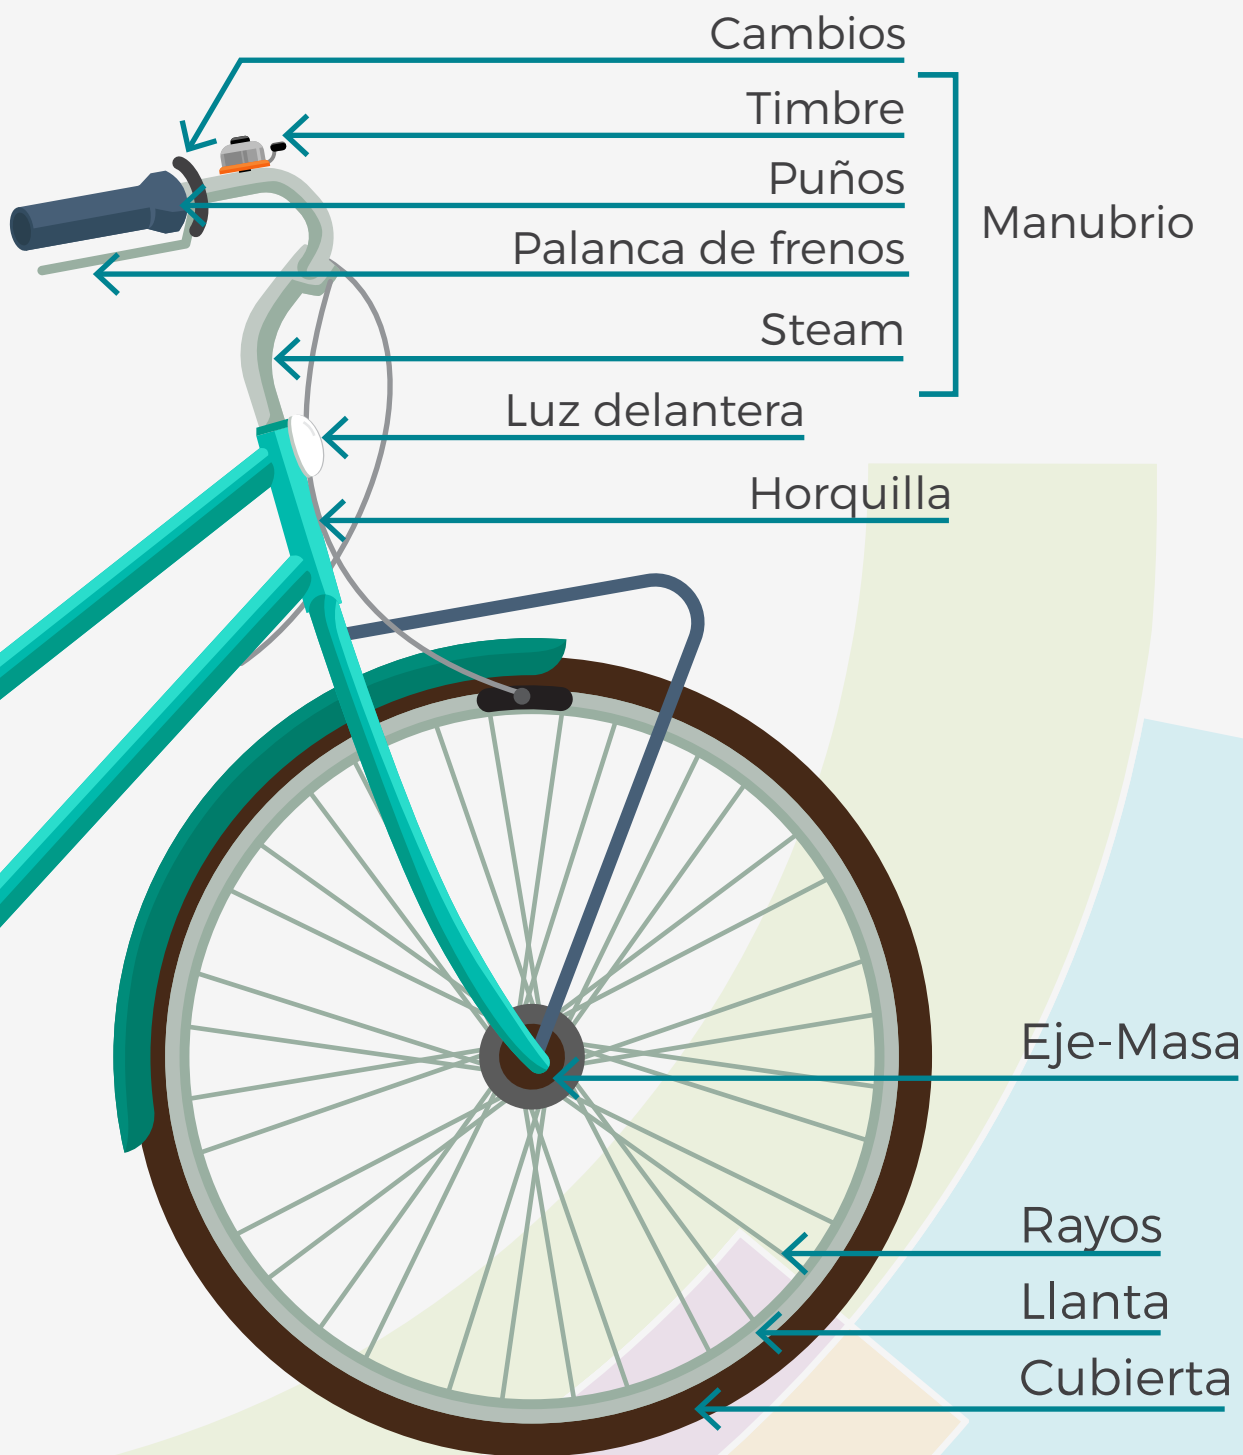 Cambios
Timbre
Puños
Palanca de frenos
Steam
Manubrio
Luz delantera
Horquilla
Eje-Masa
Rayos
Llanta
Cubierta